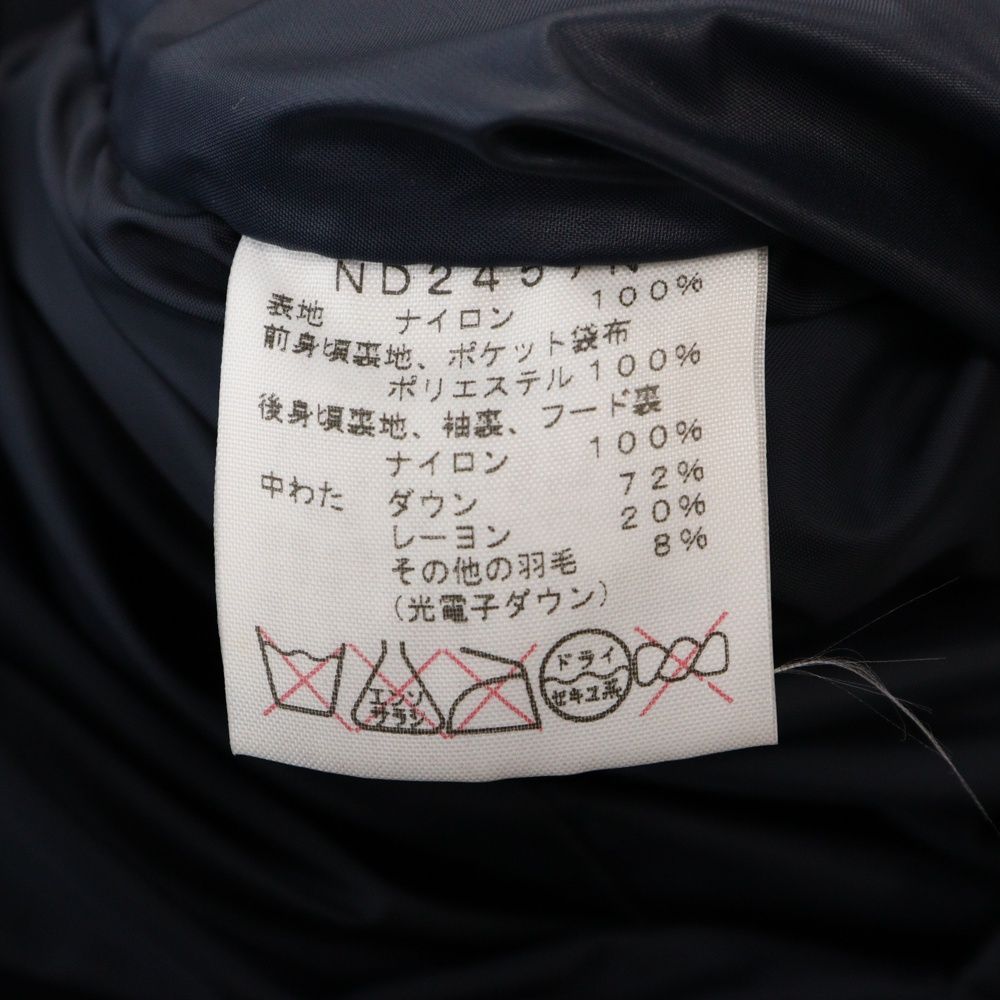 ND2457N
表地 ナイロン 100%
前身頃裏地、ポケット袋布
ポリエステル 100%
後身頃裏地、袖裏、フード裏
ナイロン 100%
中わた ダウン 72%
レーヨン 20%
その他の羽毛 8%
(光電子ダウン)
エンソ
サラシ
ドライ
セキユ系